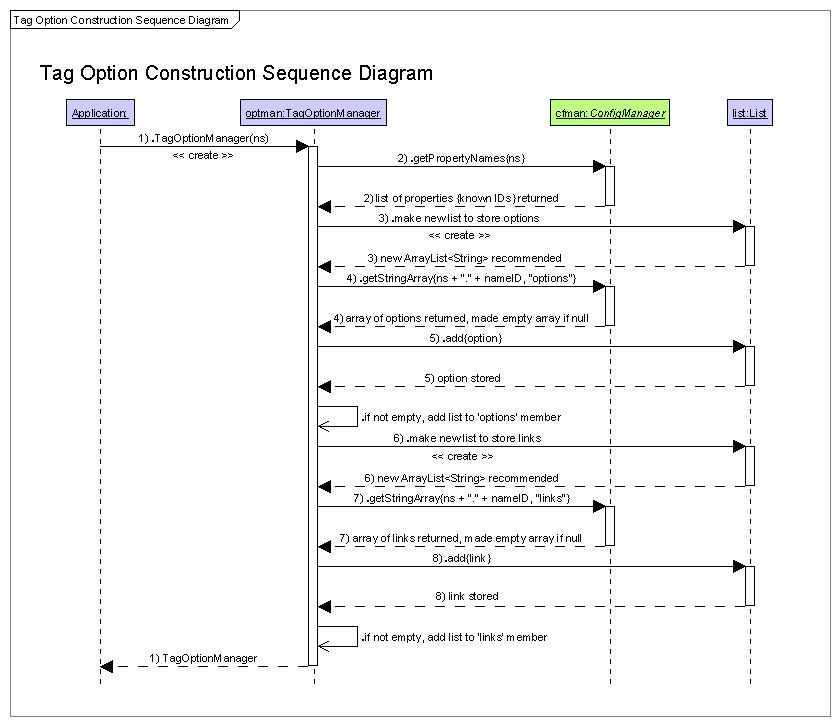 Tag Option Construction Sequence Diagram
Tag Option Construction Sequence Diagram
Application:
optman:TagOptionManager
cfman: ConfigManager
list:List
1) .TagOptionManager(ns)
<< create >>
2) .getPropertyNames{ns}
2) list of properties {known IDs} returned
3) .make new list to store options
<< create >>
3) new ArrayList<String> recommended
4) .getStringArray{ns + "." + nameID, "options"}
4) array of options returned, made empty array if null
5) .add{option}
5) option stored
.if not empty, add list to 'options' member
6) .make new list to store links
<< create >>
6) new ArrayList<String> recommended
7) .getStringArray{ns + "." + nameID, "links"}
7) array of links returned, made empty array if null
8) .add{link}
8) link stored
.if not empty, add list to 'links' member
1) TagOptionManager